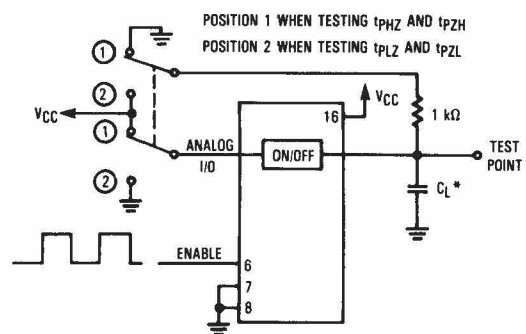 POSITION 1 WHEN TESTING tPHZ AND tPZH
POSITION 2 WHEN TESTING tPLZ AND tPZL
1
2
VCC
1
2
ANALOG
I/O
ON/OFF
16
VCC
1 kΩ
TEST
POINT
CL*
ENABLE
6
7
8